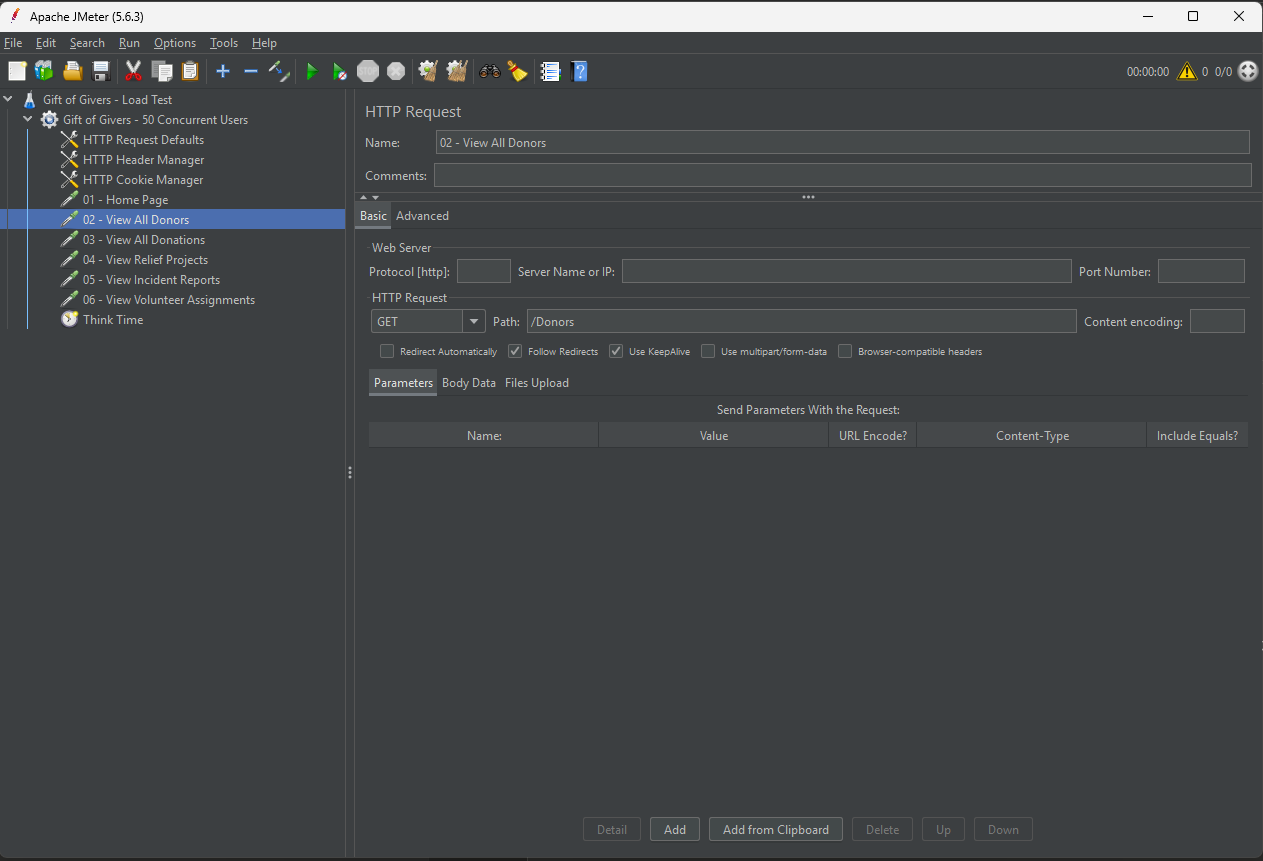 Apache JMeter (5.6.3)
File Edit Search Run Options Tools Help
00:00:00 0 0/0
Gift of Givers - Load Test
Gift of Givers - 50 Concurrent Users
HTTP Request Defaults
HTTP Header Manager
HTTP Cookie Manager
01 - Home Page
02 - View All Donors
03 - View All Donations
04 - View Relief Projects
05 - View Incident Reports
06 - View Volunteer Assignments
Think Time
HTTP Request
Name: 02 - View All Donors
Comments:
Basic Advanced
Web Server
Protocol [http]: Server Name or IP: Port Number:
HTTP Request
GET Path: /Donors Content encoding:
Redirect Automatically Follow Redirects Use KeepAlive Use multipart/form-data Browser-compatible headers
Parameters Body Data Files Upload
Send Parameters With the Request:
Name: Value URL Encode? Content-Type Include Equals?
Detail Add Add from Clipboard Delete Up Down